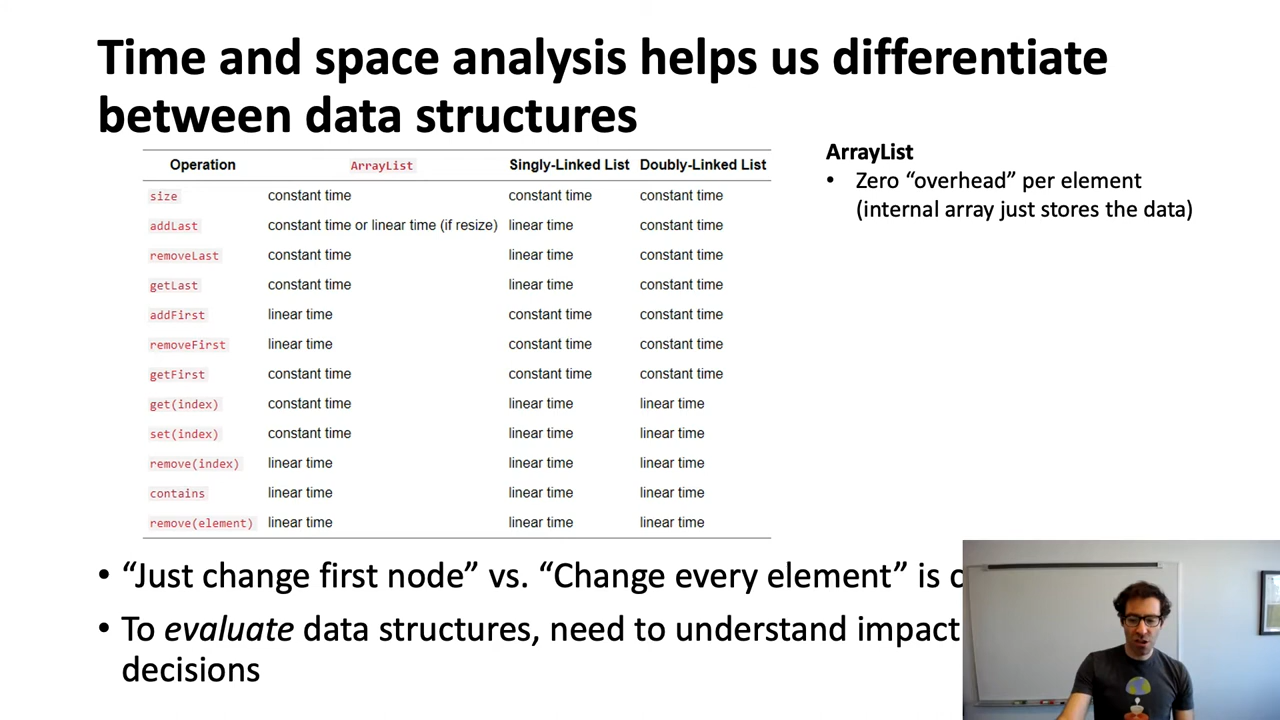 Time and space analysis helps us differentiate
between data structures
Operation ArrayList Singly-Linked List Doubly-Linked List
size constant time constant time constant time
addLast constant time or linear time (if resize) linear time constant time
removeLast constant time linear time constant time
getLast constant time linear time constant time
addFirst linear time constant time constant time
removeFirst linear time constant time constant time
getFirst constant time constant time constant time
get(index) constant time linear time linear time
set(index) constant time linear time linear time
remove(index) linear time linear time linear time
contains linear time linear time linear time
remove(element) linear time linear time linear time
ArrayList
• Zero “overhead” per element
(internal array just stores the data)
• “Just change first node” vs. “Change every element” is
• To evaluate data structures, need to understand impact
decisions